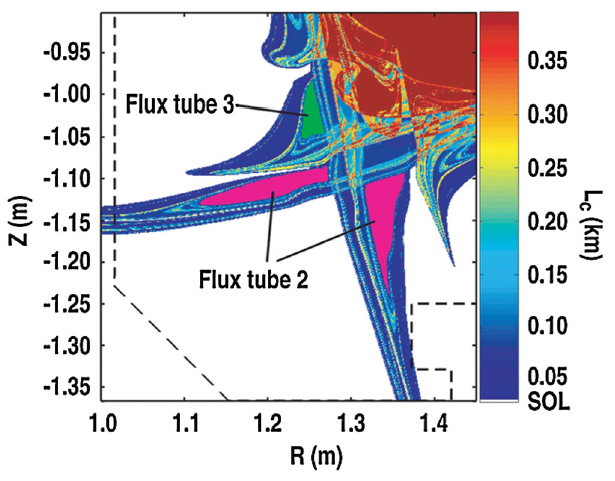 -0.95
-1.00
-1.05
-1.10
-1.15
-1.20
-1.25
-1.30
-1.35
Z (m)
Flux tube 3
Flux tube 2
1.0 1.1 1.2 1.3 1.4
R (m)
0.35
0.30
0.25
0.20
0.15
0.10
0.05
SOL
Lc (km)